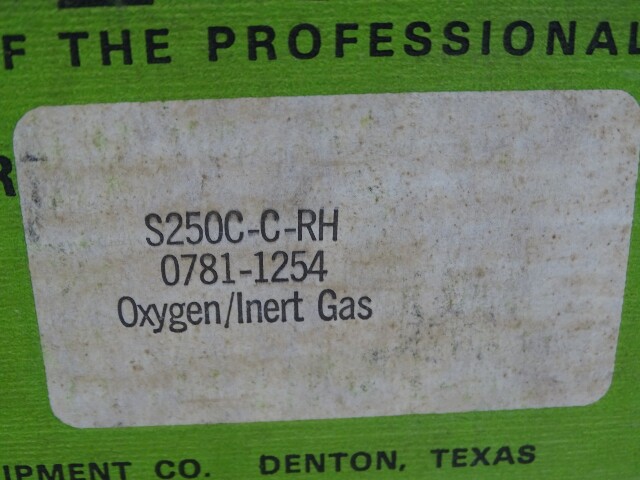 F THE PROFESSIONAL
R
S250C-C-RH
0781-1254
Oxygen/Inert Gas
IPMENT CO. DENTON, TEXAS